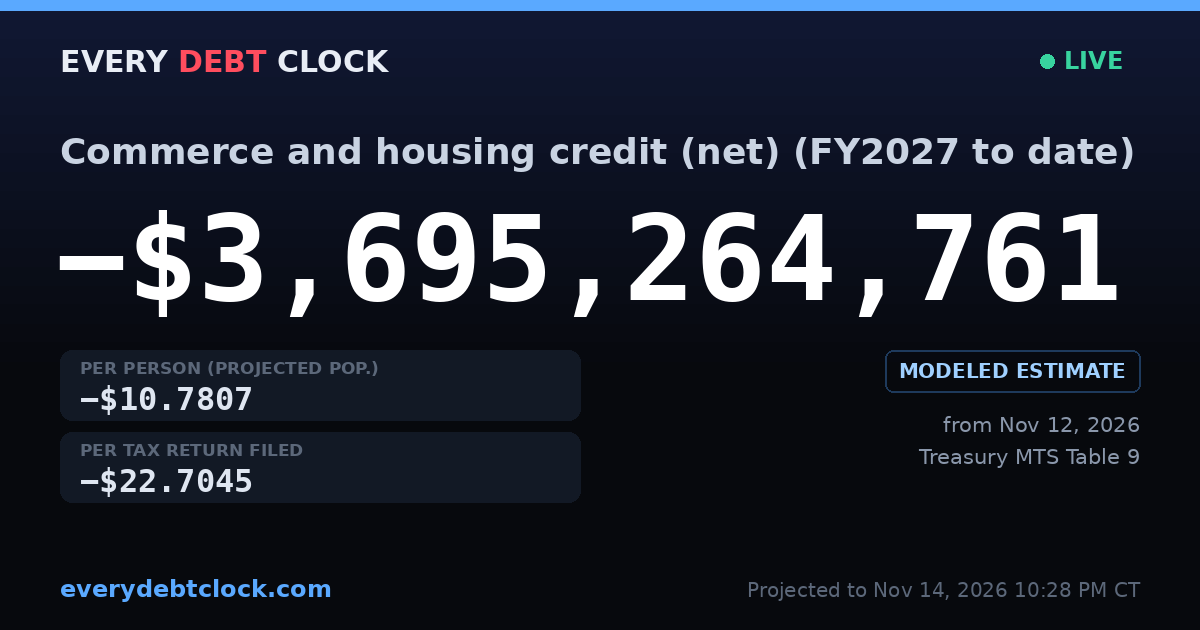 EVERY DEBT CLOCK
LIVE
Commerce and housing credit (net) (FY2027 to date)
−$3,695,264,761
PER PERSON (PROJECTED POP.)
−$10.7807
PER TAX RETURN FILED
−$22.7045
MODELED ESTIMATE
from Nov 12, 2026
Treasury MTS Table 9
everydebtclock.com
Projected to Nov 14, 2026 10:28 PM CT